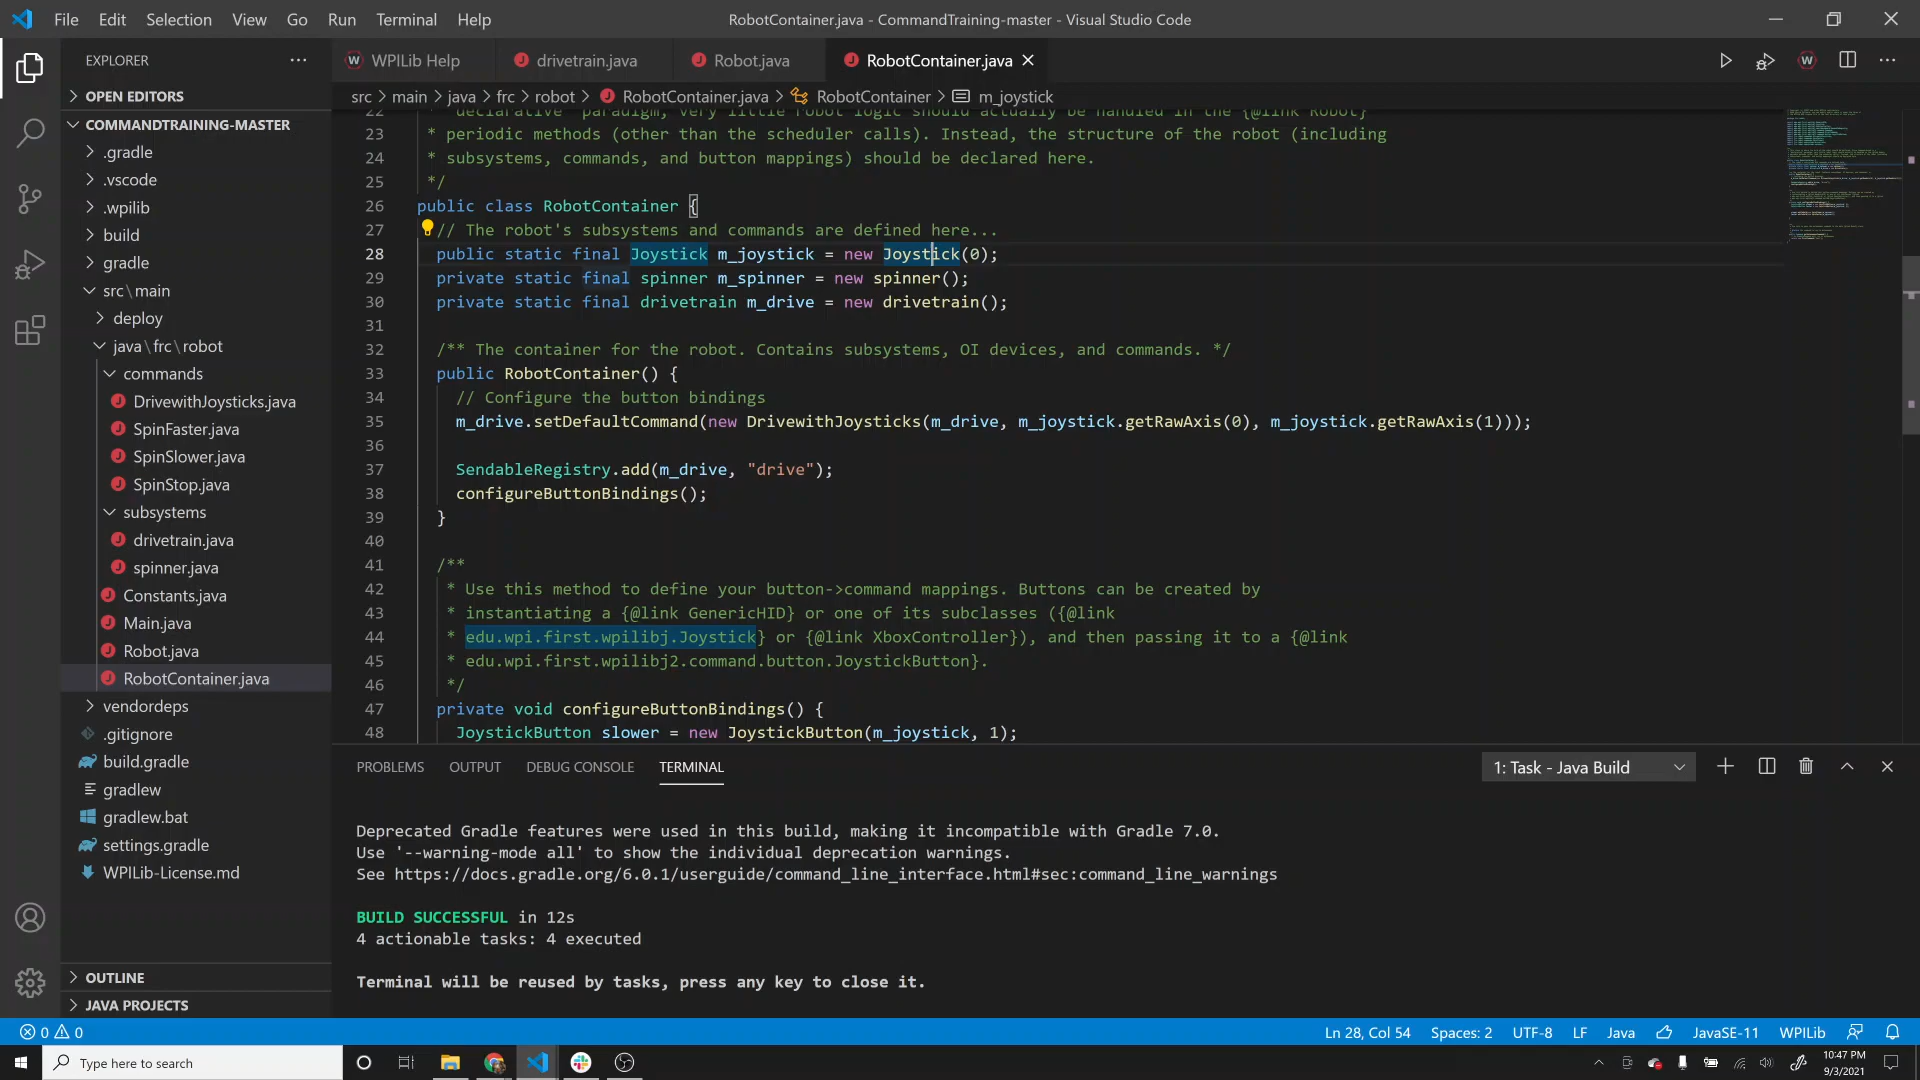 File Edit Selection View Go Run Terminal Help
RobotContainer.java - CommandTraining-master - Visual Studio Code
EXPLORER
WPILib Help
drivetrain.java
Robot.java
RobotContainer.java
OPEN EDITORS
src > main > java > frc > robot > RobotContainer.java > RobotContainer > m_joystick
COMMANDTRAINING-MASTER
.gradle
.vscode
.wpilib
build
gradle
src\main
deploy
java\frc\robot
commands
DrivewithJoysticks.java
SpinFaster.java
SpinSlower.java
SpinStop.java
subsystems
drivetrain.java
spinner.java
Constants.java
Main.java
Robot.java
RobotContainer.java
vendordeps
.gitignore
build.gradle
gradlew
gradlew.bat
settings.gradle
WPILib-License.md
OUTLINE
JAVA PROJECTS
22 declarative paradigm, very little robot logic should actually be handled in the {@link Robot}
23 * periodic methods (other than the scheduler calls). Instead, the structure of the robot (including
24 * subsystems, commands, and button mappings) should be declared here.
25 */
26 public class RobotContainer {
27 // The robot's subsystems and commands are defined here...
28 public static final Joystick m_joystick = new Joystick(0);
29 private static final spinner m_spinner = new spinner();
30 private static final drivetrain m_drive = new drivetrain();
31
32 /** The container for the robot. Contains subsystems, OI devices, and commands. */
33 public RobotContainer() {
34 // Configure the button bindings
35 m_drive.setDefaultCommand(new DrivewithJoysticks(m_drive, m_joystick.getRawAxis(0), m_joystick.getRawAxis(1)));
36
37 SendableRegistry.add(m_drive, "drive");
38 configureButtonBindings();
39 }
40
41 /**
42 * Use this method to define your button->command mappings. Buttons can be created by
43 * instantiating a {@link GenericHID} or one of its subclasses ({@link
44 * edu.wpi.first.wpilibj.Joystick} or {@link XboxController}), and then passing it to a {@link
45 * edu.wpi.first.wpilibj2.command.button.JoystickButton}.
46 */
47 private void configureButtonBindings() {
48 JoystickButton slower = new JoystickButton(m_joystick, 1);
PROBLEMS OUTPUT DEBUG CONSOLE TERMINAL
1: Task - Java Build
Deprecated Gradle features were used in this build, making it incompatible with Gradle 7.0.
Use '--warning-mode all' to show the individual deprecation warnings.
See https://docs.gradle.org/6.0.1/userguide/command_line_interface.html#sec:command_line_warnings
BUILD SUCCESSFUL in 12s
4 actionable tasks: 4 executed
Terminal will be reused by tasks, press any key to close it.
0 0
Ln 28, Col 54 Spaces: 2 UTF-8 LF Java JavaSE-11 WPILib
Type here to search
10:47 PM
9/3/2021